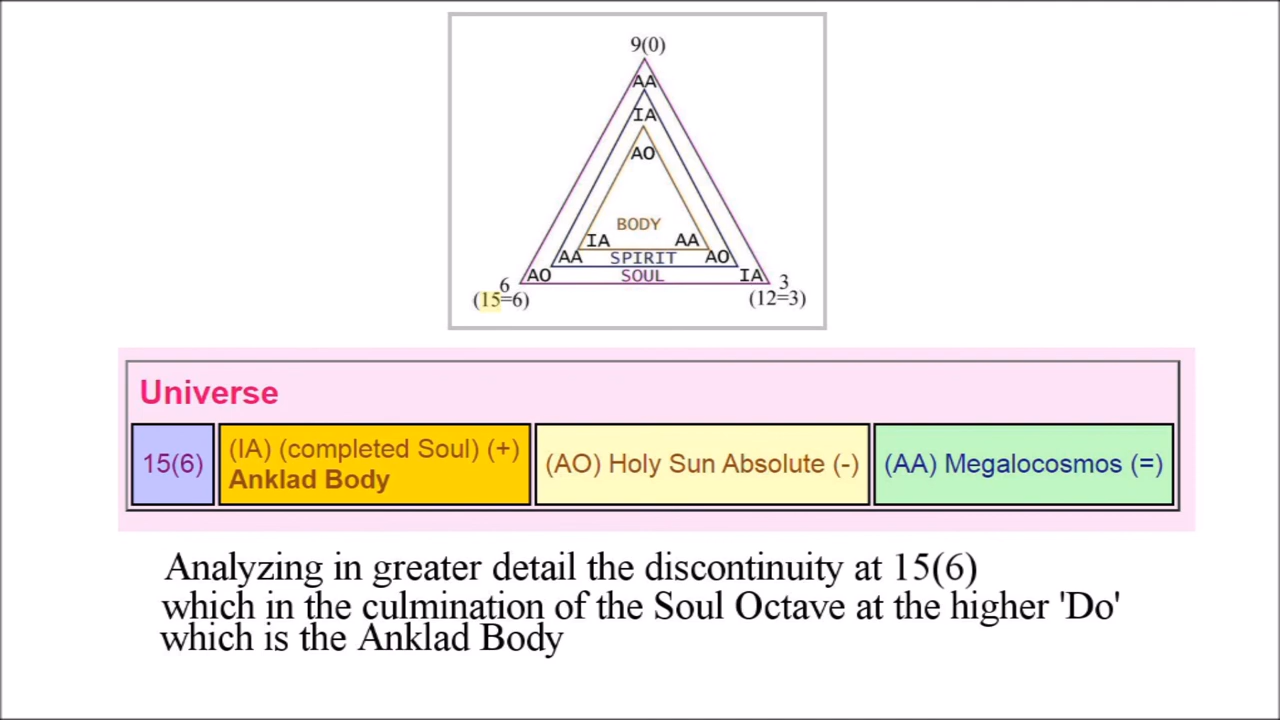 9(0)
AA
IA
AO
BODY
IA AA
AA SPIRIT AO
AO SOUL IA
6 3
(15=6) (12=3)
Universe
15(6)
(IA) (completed Soul) (+)
Anklad Body
(AO) Holy Sun Absolute (-)
(AA) Megalocosmos (=)
Analyzing in greater detail the discontinuity at 15(6)
which in the culmination of the Soul Octave at the higher 'Do'
which is the Anklad Body